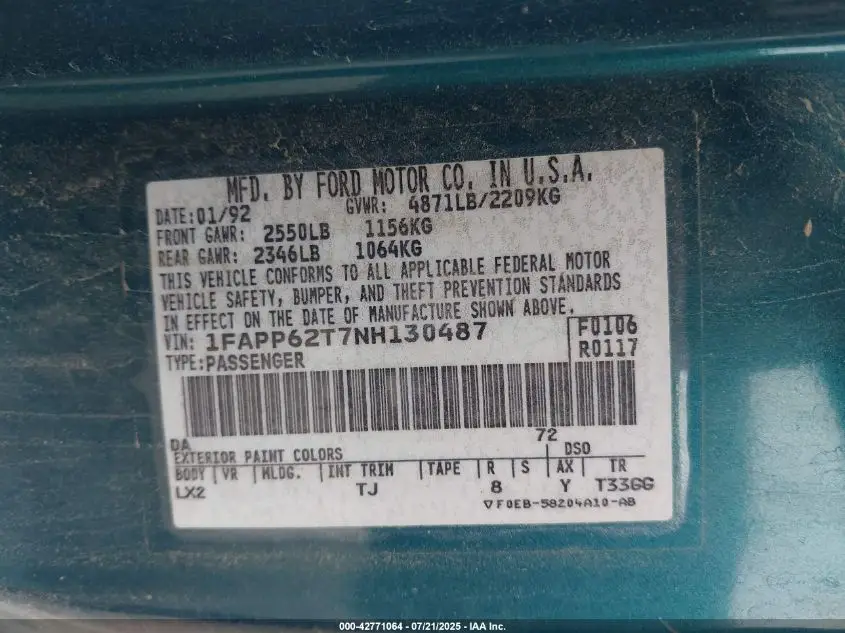 MFD. BY FORD MOTOR CO. IN U.S.A.
DATE: 01/92 GVWR: 4871LB/2209KG
FRONT GAWR: 2550LB 1156KG
REAR GAWR: 2346LB 1064KG
THIS VEHICLE CONFORMS TO ALL APPLICABLE FEDERAL MOTOR
VEHICLE SAFETY, BUMPER, AND THEFT PREVENTION STANDARDS
IN EFFECT ON THE DATE OF MANUFACTURE SHOWN ABOVE.
VIN: 1FAPP62T7NH130487 F0106
TYPE: PASSENGER R0117
DA 72
EXTERIOR PAINT COLORS DSO
BODY VR MLDG. INT TRIM TAPE R S AX TR
LX2 TJ 8 Y T33GG
▽F0EB-58204A10-AB
000-42771064 - 07/21/2025 - IAA Inc.